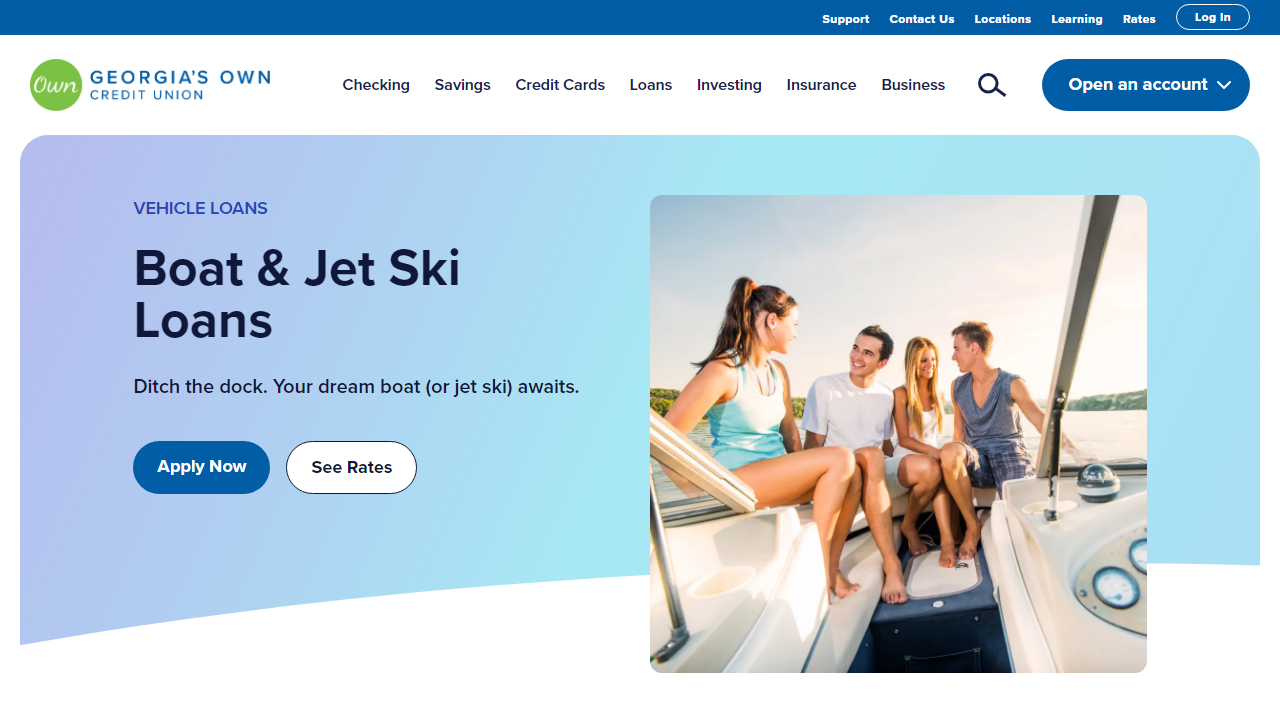 Support Contact Us Locations Learning Rates Log In
Own GEORGIA'S OWN
CREDIT UNION
Checking Savings Credit Cards Loans Investing Insurance Business Open an account
VEHICLE LOANS
Boat & Jet Ski
Loans
Ditch the dock. Your dream boat (or jet ski) awaits.
Apply Now See Rates